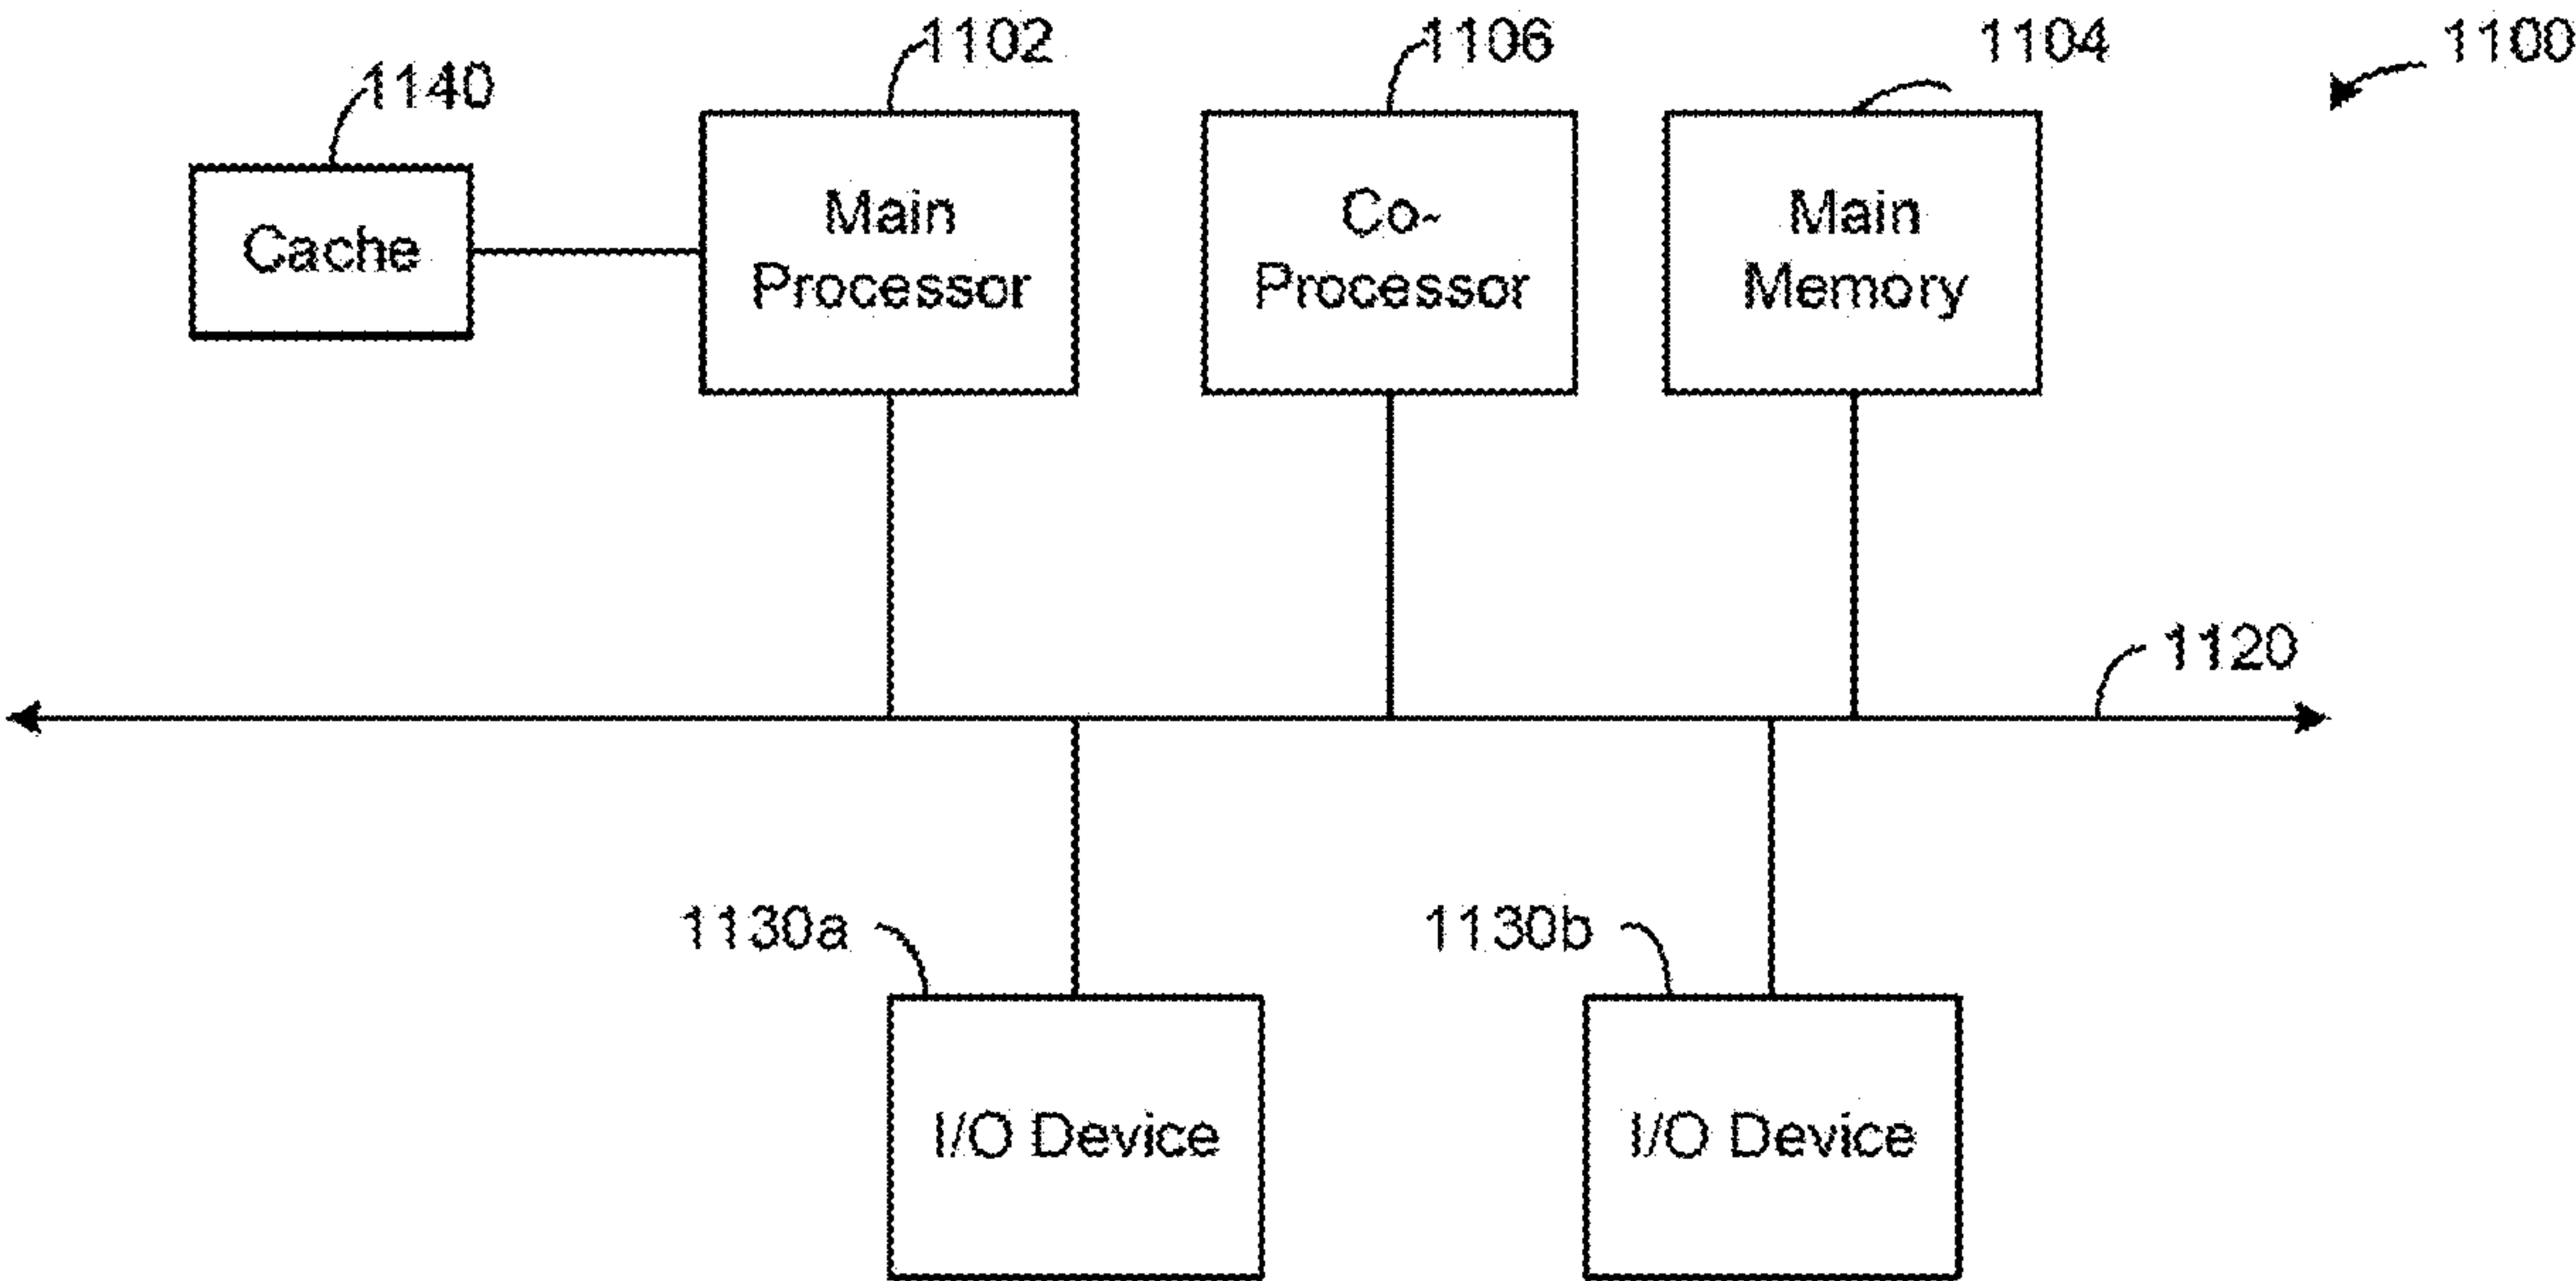 1102
1106
1104
1100
1140
Cache
Main
Processor
Co-
Processor
Main
Memory
1120
1130a
1130b
I/O Device
I/O Device